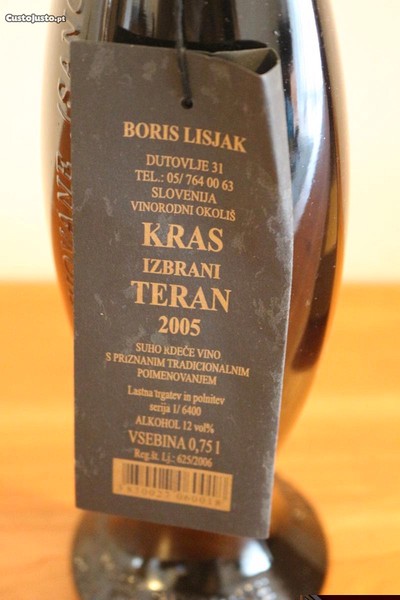 CustoJusto.pt
BORIS LISJAK
DUTOVLJE 31
TEL.: 05/ 764 00 63
SLOVENIJA
VINORODNI OKOLIŠ
KRAS
IZBRANI
TERAN
2005
SUHO RDEČE VINO
S PRIZNANIM TRADICIONALNIM
POIMENOVANJEM
Lastna trgatev in polnitev
serija 1/ 6400
ALKOHOL 12 vol%
VSEBINA 0,75 l
Reg.št. Lj.: 625/2006